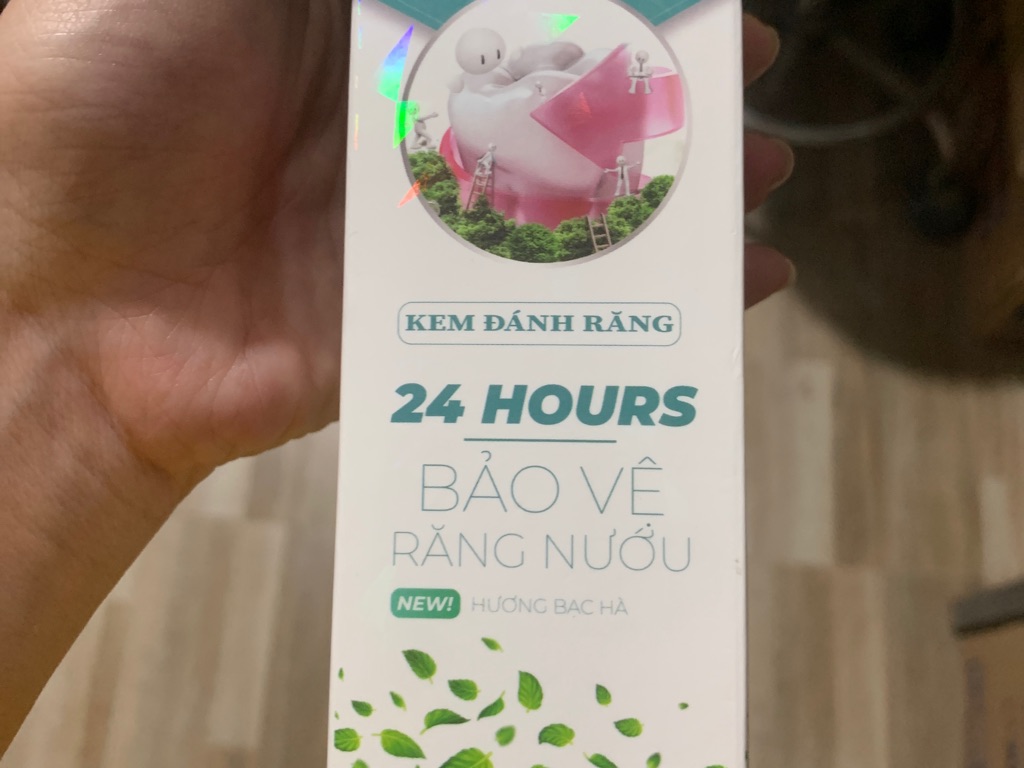 KEM ĐÁNH RĂNG
24 HOURS
BẢO VỆ
RĂNG NƯỚU
NEW! HƯƠNG BẠC HÀ